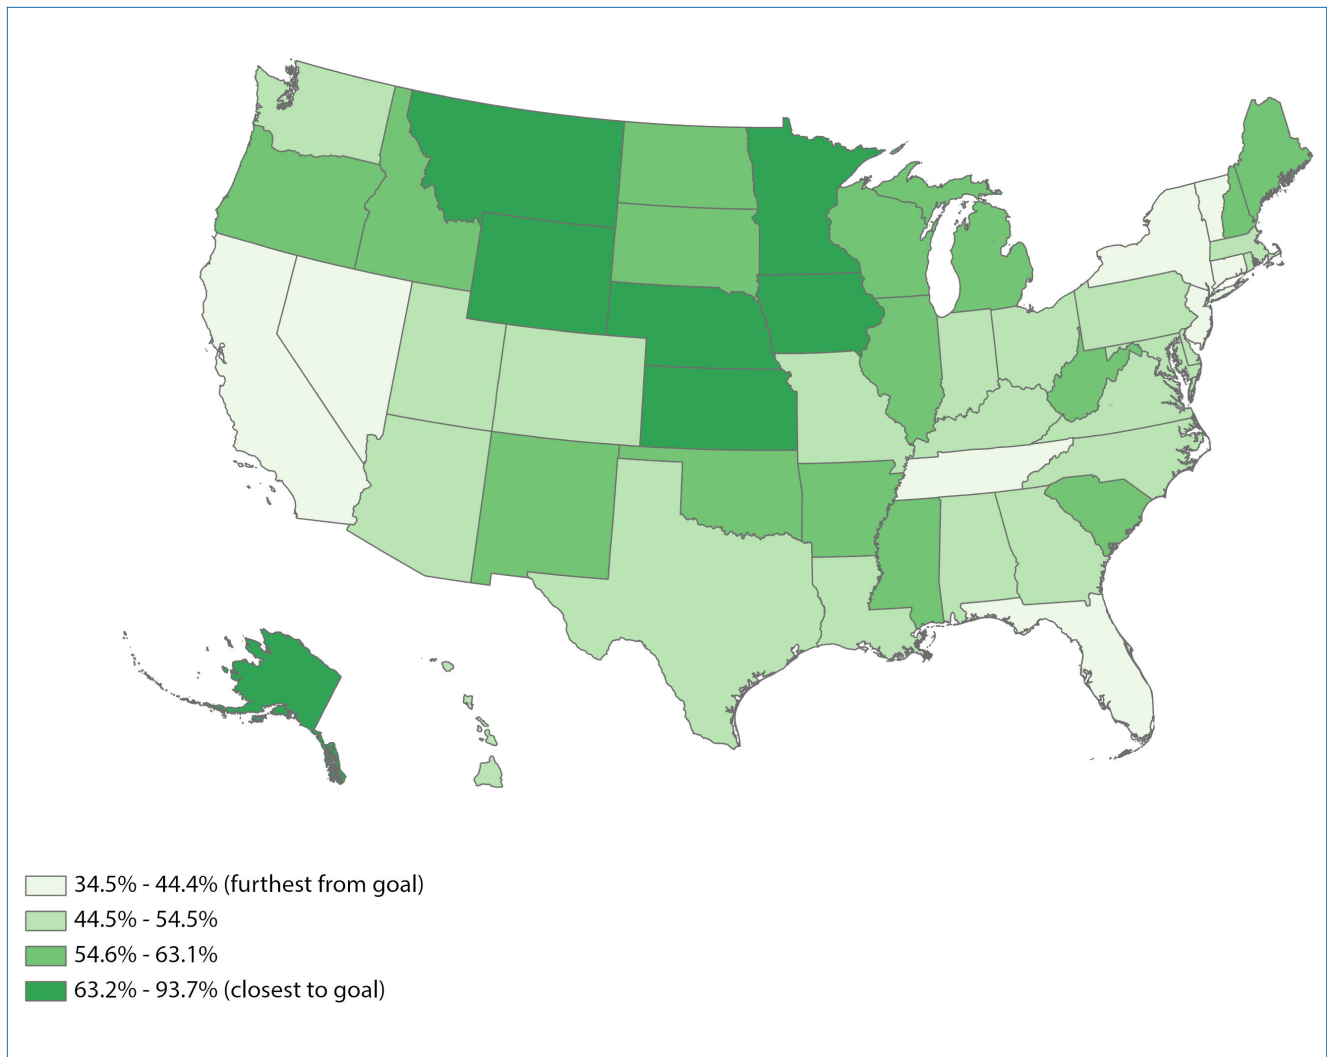 34.5% - 44.4% (furthest from goal)
44.5% - 54.5%
54.6% - 63.1%
63.2% - 93.7% (closest to goal)